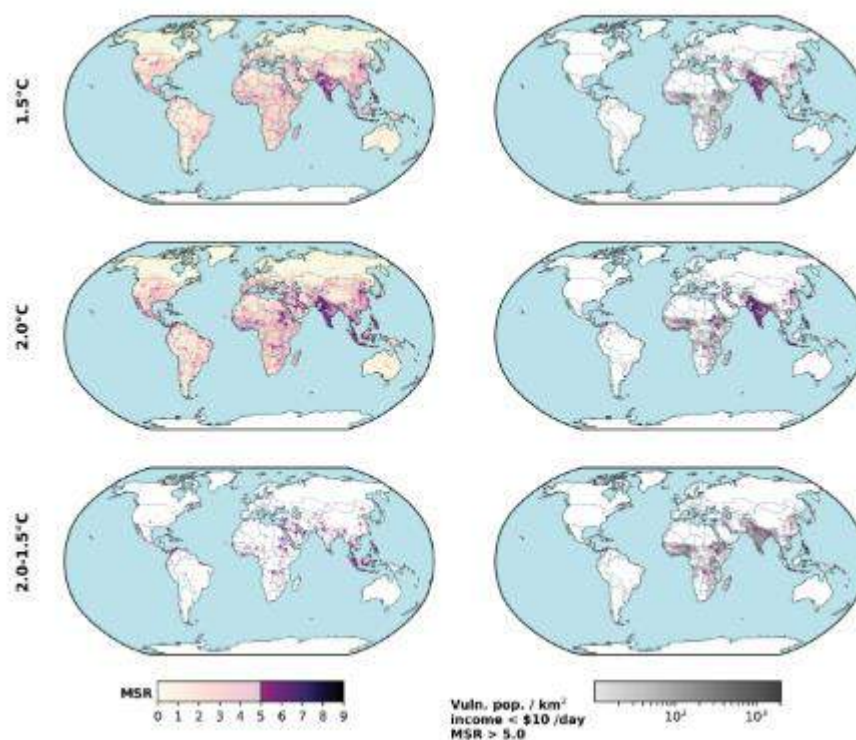 1.5°C
2.0°C
2.0-1.5°C
MSR
0 1 2 3 4 5 6 7 8 9
Vuln. pop. / km²
income < $10 /day
MSR > 5.0
10² 10³